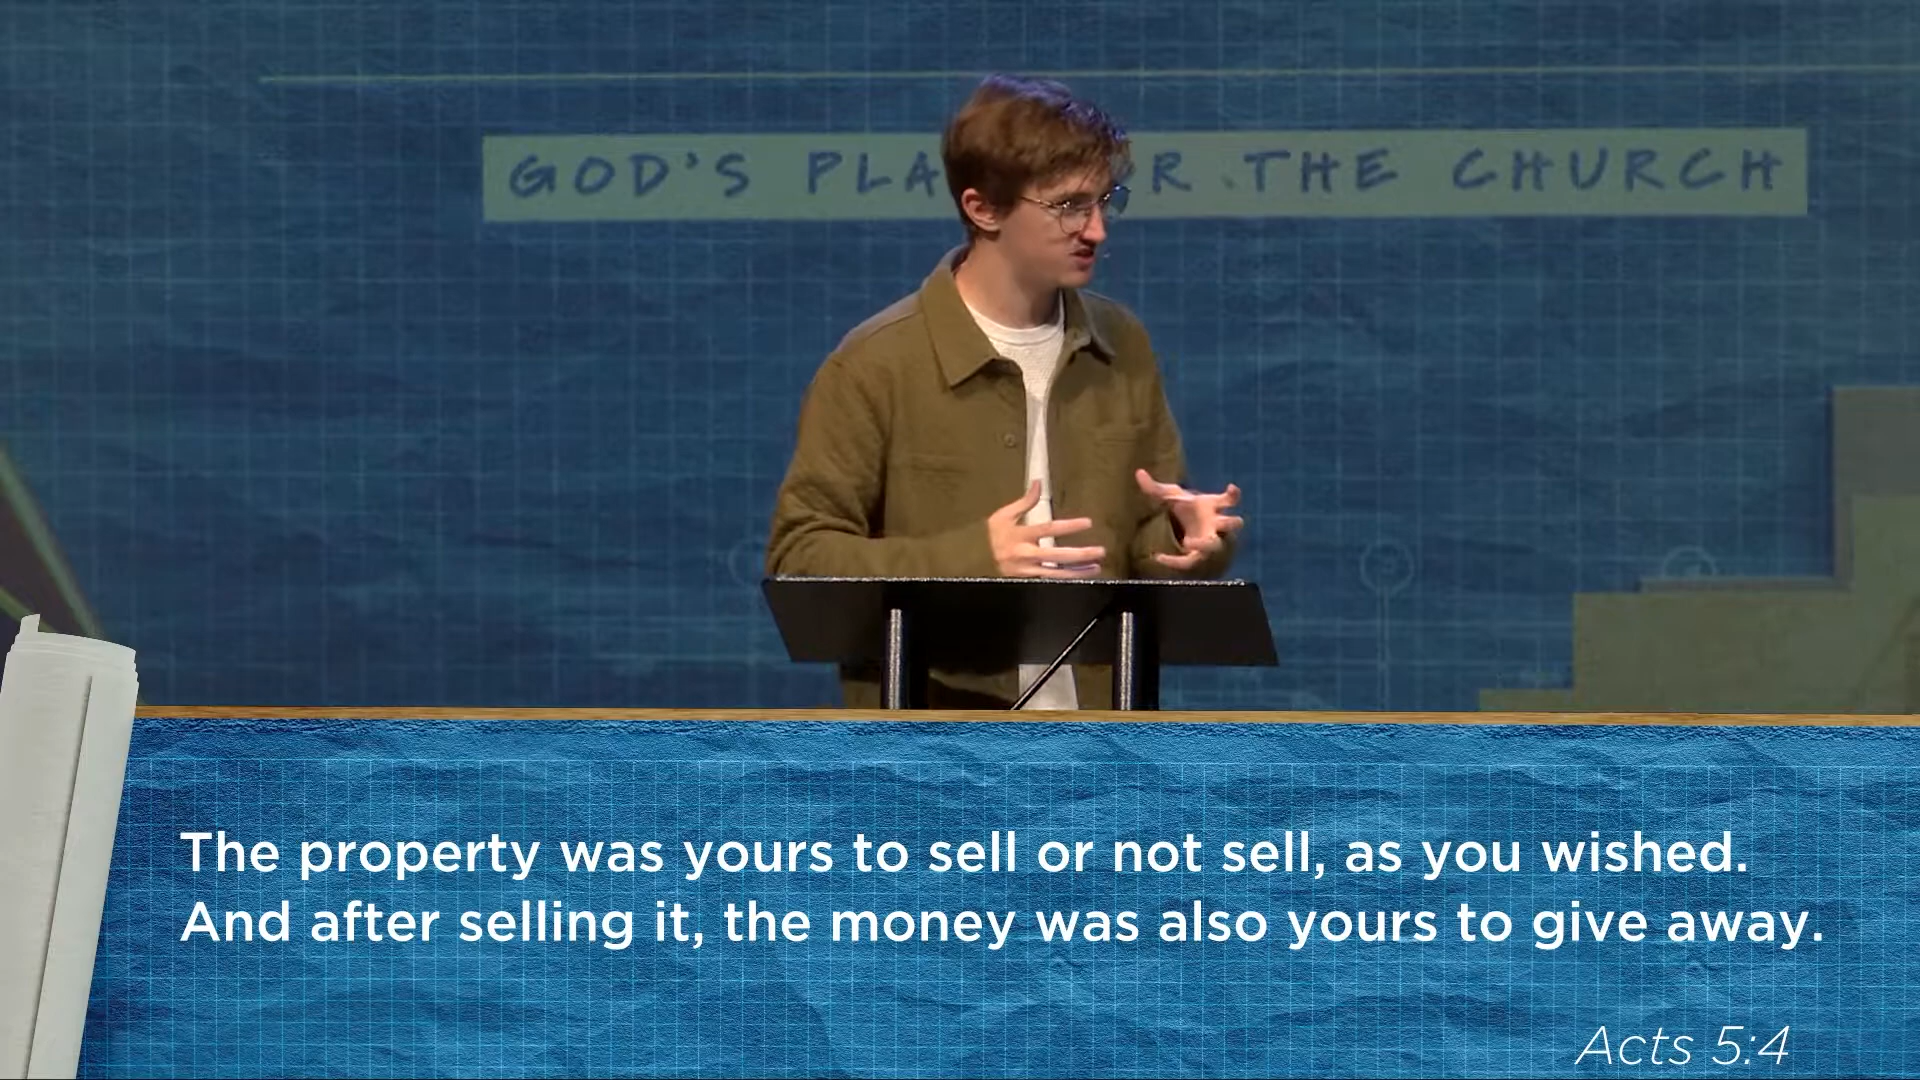 GOD'S PLA R THE CHURCH
The property was yours to sell or not sell, as you wished.
And after selling it, the money was also yours to give away.
Acts 5:4